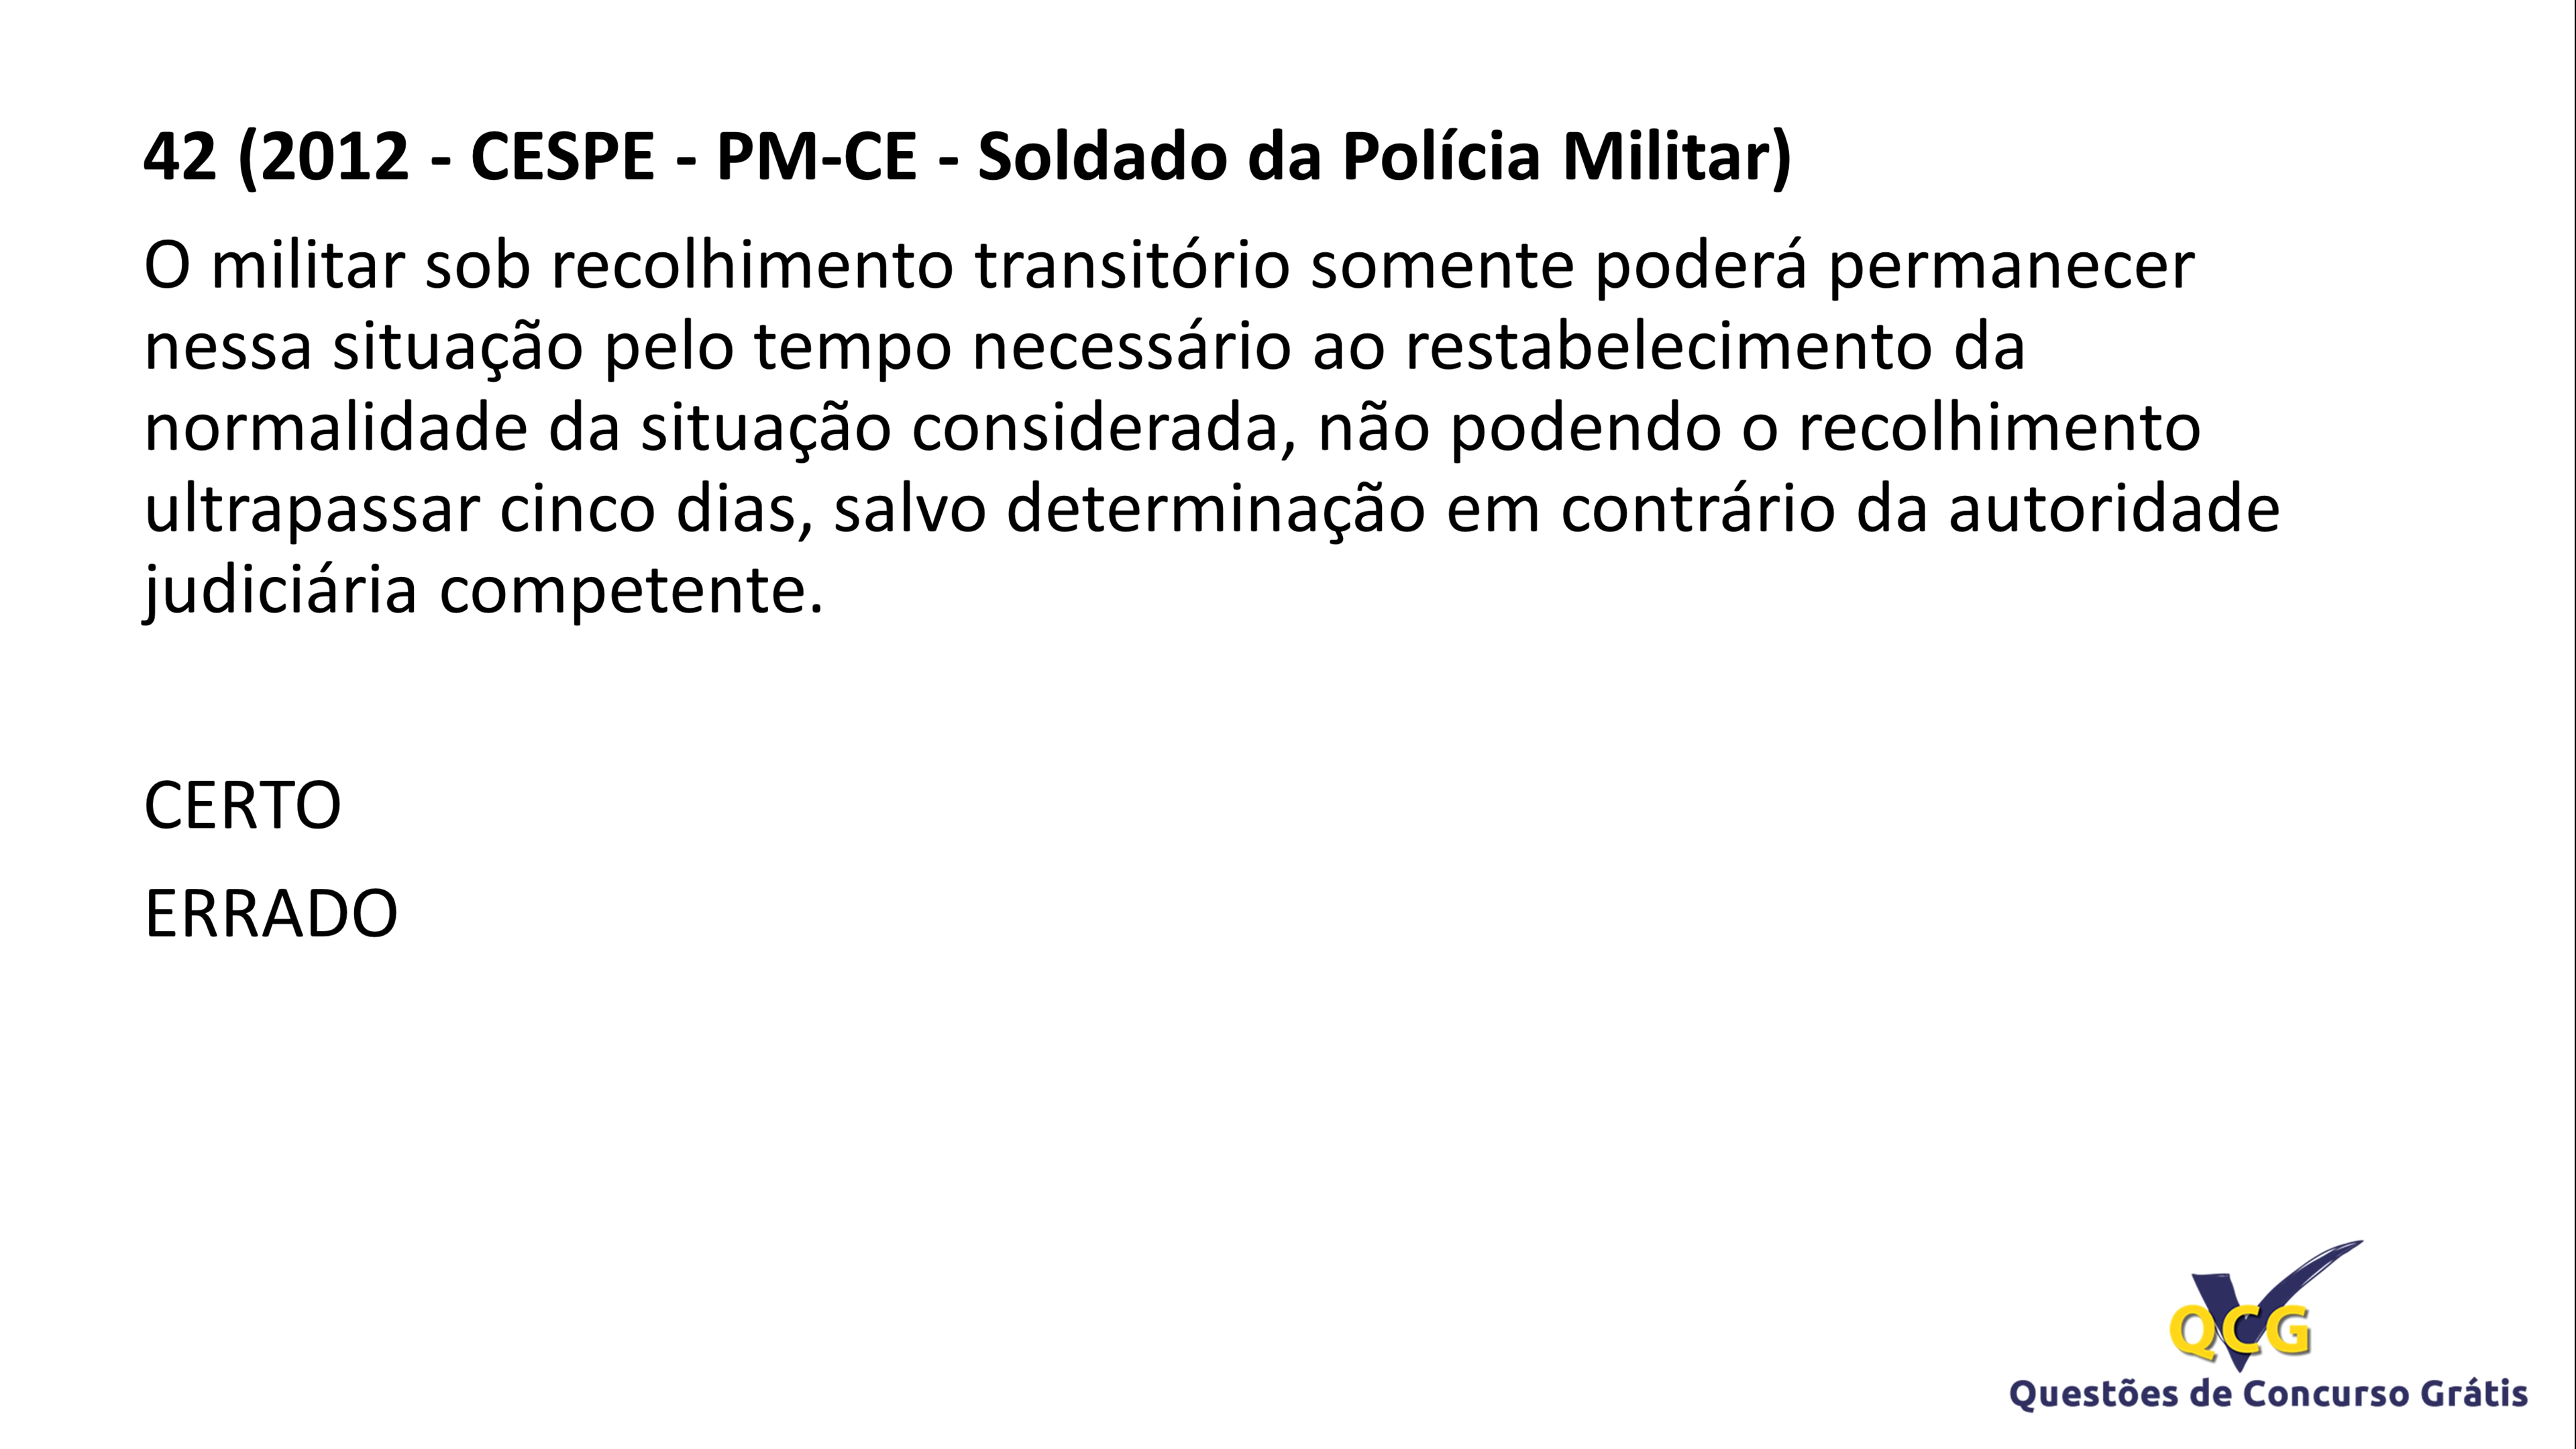 42 (2012 - CESPE - PM-CE - Soldado da Polícia Militar)
O militar sob recolhimento transitório somente poderá permanecer
nessa situação pelo tempo necessário ao restabelecimento da
normalidade da situação considerada, não podendo o recolhimento
ultrapassar cinco dias, salvo determinação em contrário da autoridade
judiciária competente.
CERTO
ERRADO
QCG
Questões de Concurso Grátis